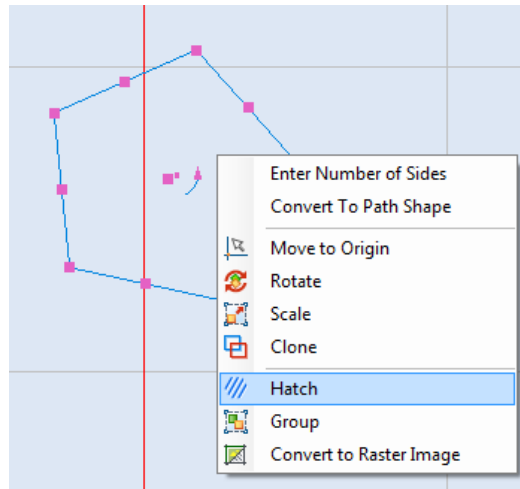 Enter Number of Sides
Convert To Path Shape
Move to Origin
Rotate
Scale
Clone
Hatch
Group
Convert to Raster Image